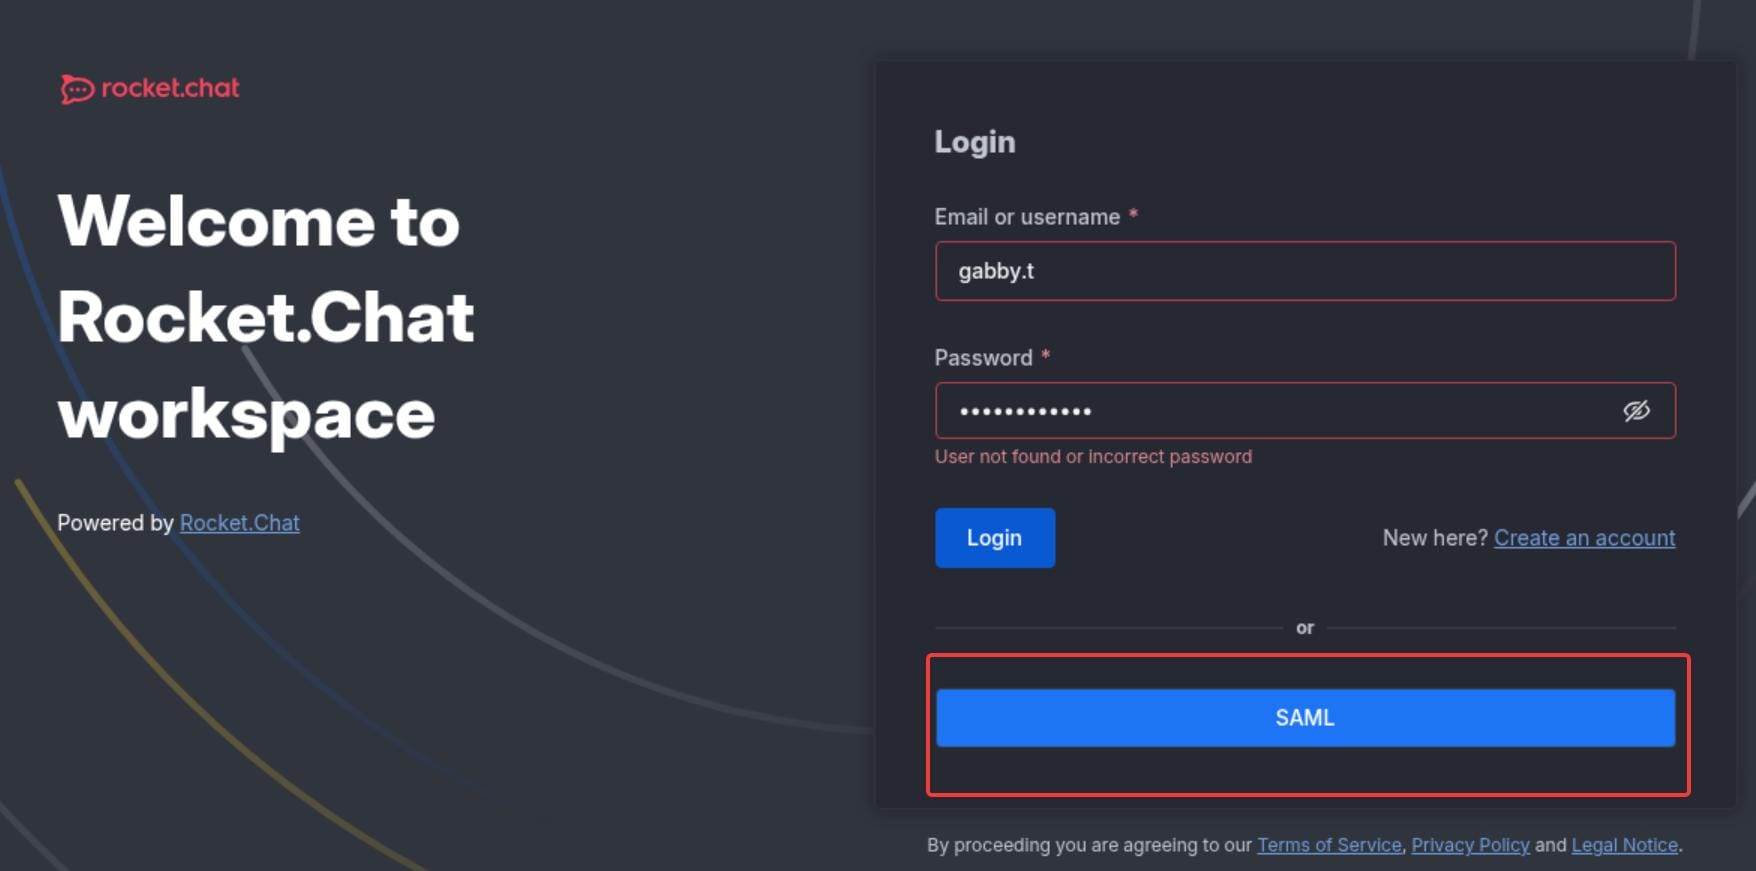 rocket.chat
Welcome to
Rocket.Chat
workspace
Powered by Rocket.Chat
Login
Email or username *
gabby.t
Password *
••••••••••••
User not found or incorrect password
Login
New here? Create an account
or
SAML
By proceeding you are agreeing to our Terms of Service, Privacy Policy and Legal Notice.